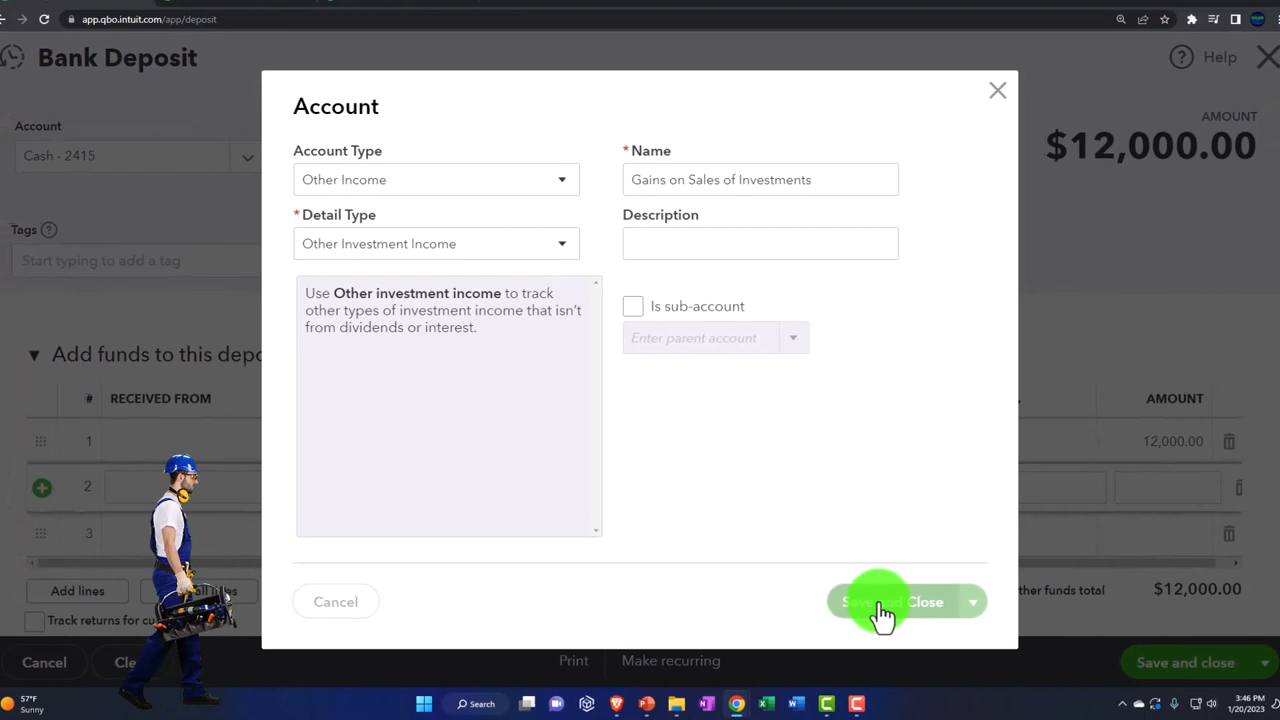 app.qbo.intuit.com/app/deposit
Bank Deposit
Help
Account
Cash - 2415
AMOUNT
$12,000.00
Tags
Start typing to add a tag
Account
Account Type
* Name
Other Income
Gains on Sales of Investments
* Detail Type
Description
Other Investment Income
Use Other investment income to track
other types of investment income that isn't
from dividends or interest.
Is sub-account
Enter parent account
Add funds to this depo
# RECEIVED FROM AMOUNT
1 12,000.00
2
3
Add lines
lines
ther funds total $12,000.00
Track returns for cu
Cancel
Save and Close
Cancel
Cle
Print
Make recurring
Save and close
57°F
Sunny
Search
3:46 PM
1/20/2023